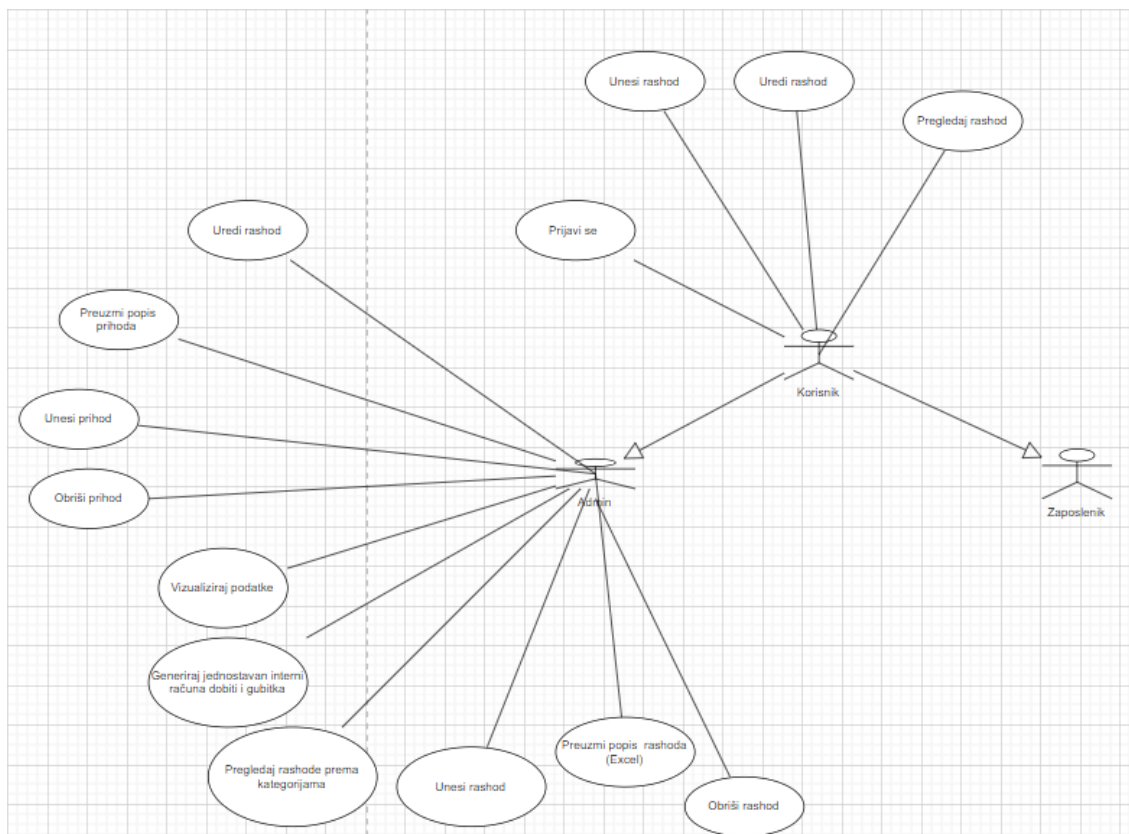 Unesi rashod
Uredi rashod
Pregledaj rashod
Uredi rashod
Prijavi se
Preuzmi popis
prihoda
Korisnik
Unesi prihod
Obriši prihod
Admin
Zaposlenik
Vizualiziraj podatke
Generiraj jednostavan interni
računa dobiti i gubitka
Pregledaj rashode prema
kategorijama
Unesi rashod
Preuzmi popis rashoda
(Excel)
Obriši rashod